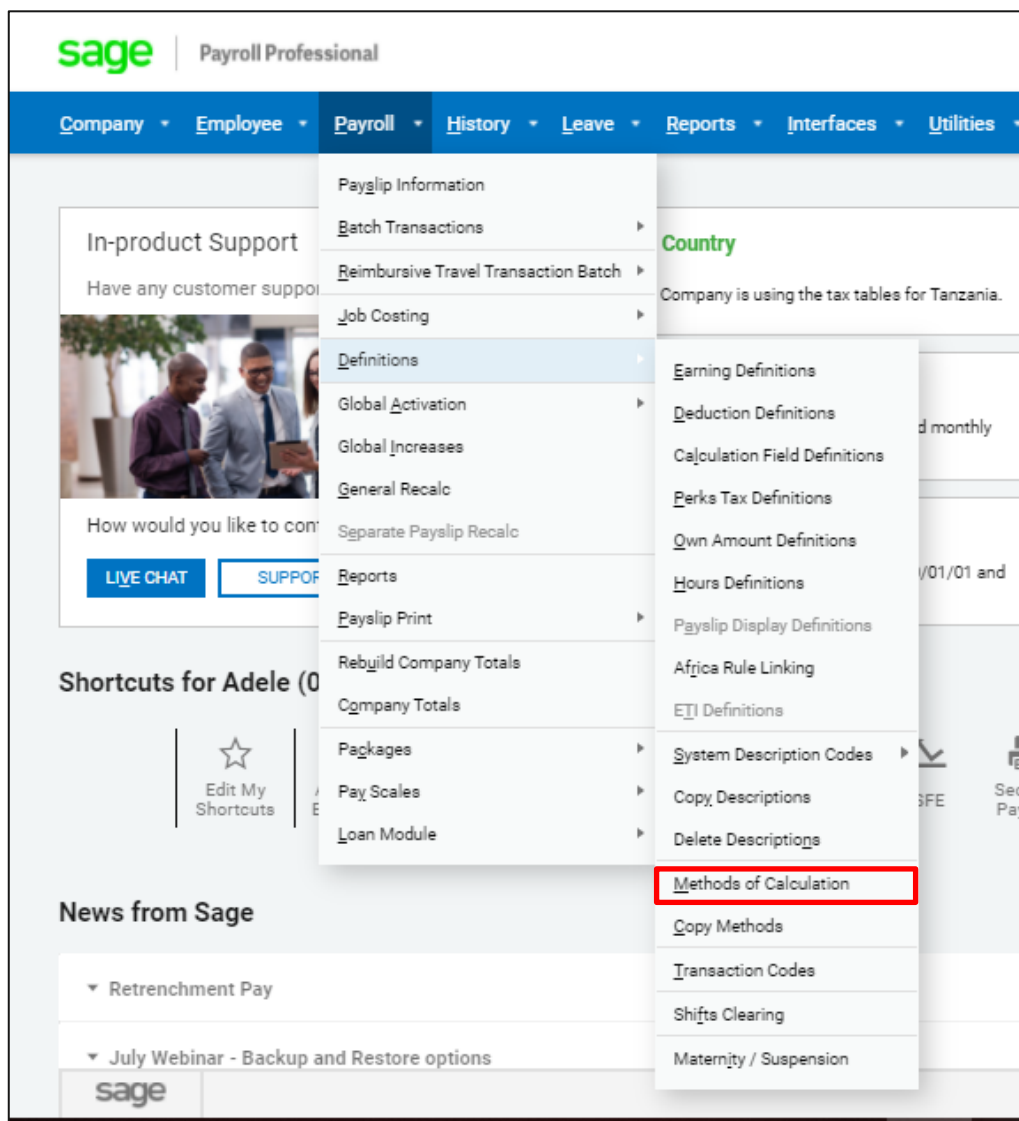 sage Payroll Professional
Company Employee Payroll History Leave Reports Interfaces Utilities
Payslip Information
Batch Transactions
Reimbursive Travel Transaction Batch
Job Costing
Definitions
Global Activation
Global Increases
General Recalc
Separate Payslip Recalc
Reports
Payslip Print
Rebuild Company Totals
Company Totals
Packages
Pay Scales
Loan Module
Earning Definitions
Deduction Definitions
Calculation Field Definitions
Perks Tax Definitions
Own Amount Definitions
Hours Definitions
Payslip Display Definitions
Africa Rule Linking
ETI Definitions
System Description Codes
Copy Descriptions
Delete Descriptions
Methods of Calculation
Copy Methods
Transaction Codes
Shifts Clearing
Maternity / Suspension
In-product Support
Have any customer
How would you like to
LIVE CHAT
Country
Company is using the tax tables for Tanzania.
monthly
/01/01 and
Shortcuts for Adele (0
Edit My
Shortcuts
News from Sage
Retrenchment Pay
July Webinar - Backup and Restore options
sage